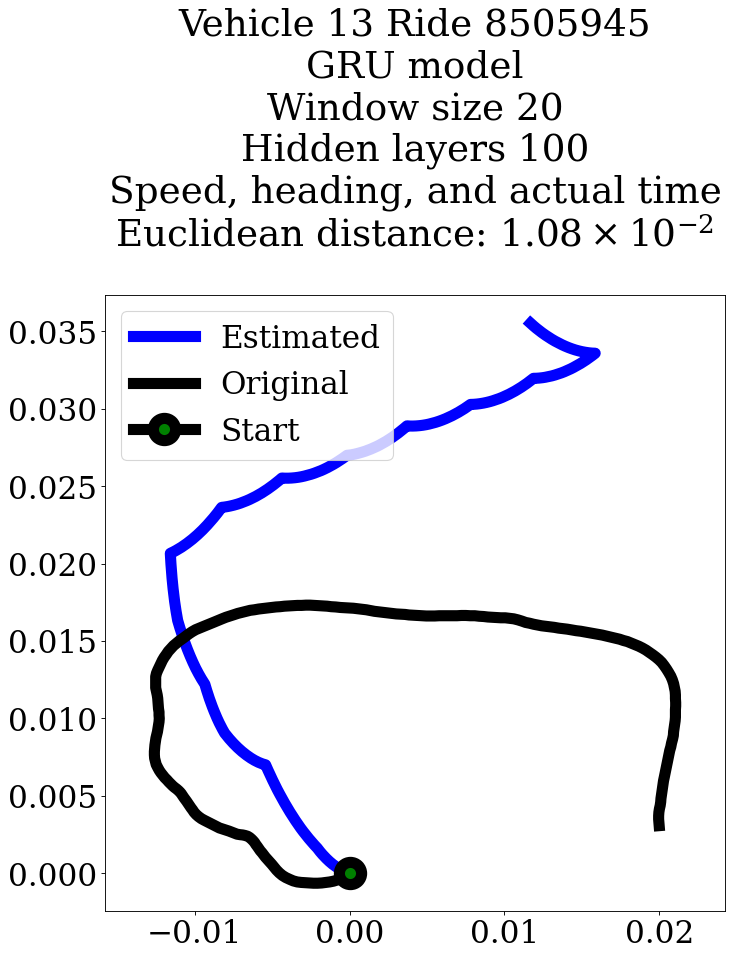 Vehicle 13 Ride 8505945
GRU model
Window size 20
Hidden layers 100
Speed, heading, and actual time
Euclidean distance: 1.08 × 10⁻²
Estimated
Original
Start
0.035
0.030
0.025
0.020
0.015
0.010
0.005
0.000
−0.01 0.00 0.01 0.02